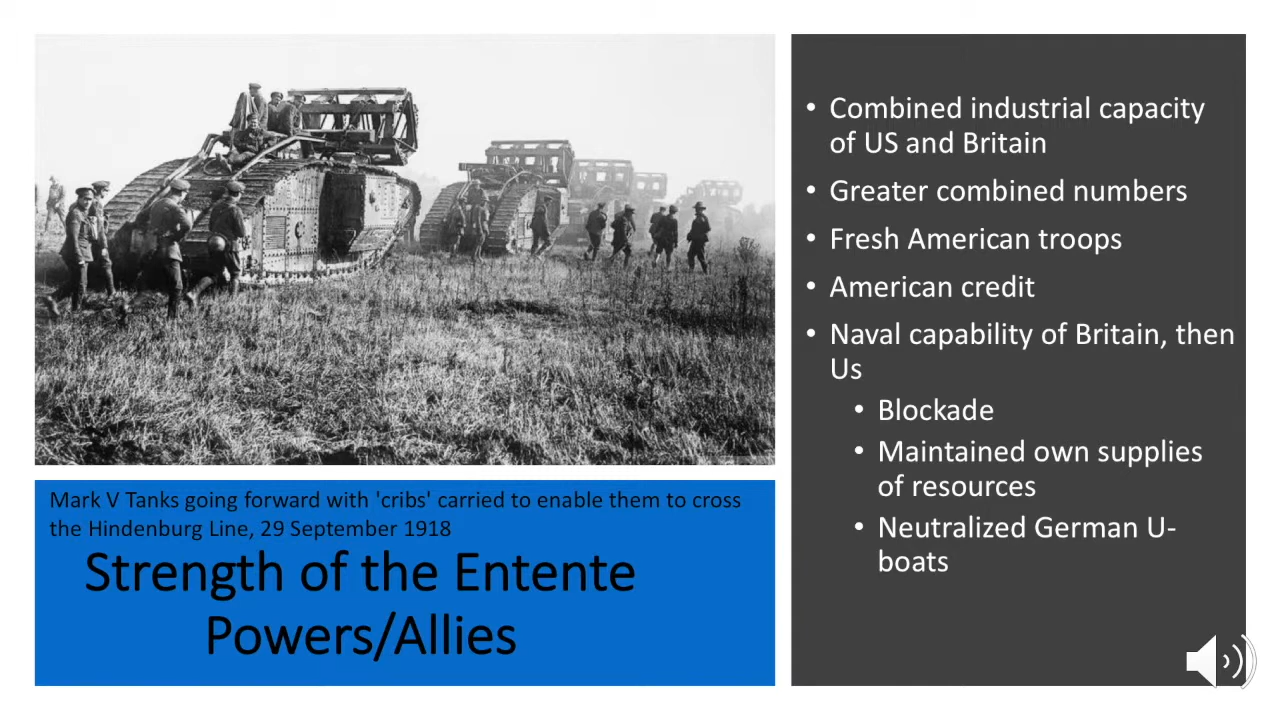 Mark V Tanks going forward with 'cribs' carried to enable them to cross
the Hindenburg Line, 29 September 1918
Strength of the Entente
Powers/Allies
• Combined industrial capacity
of US and Britain
• Greater combined numbers
• Fresh American troops
• American credit
• Naval capability of Britain, then
Us
• Blockade
• Maintained own supplies
of resources
• Neutralized German U-
boats